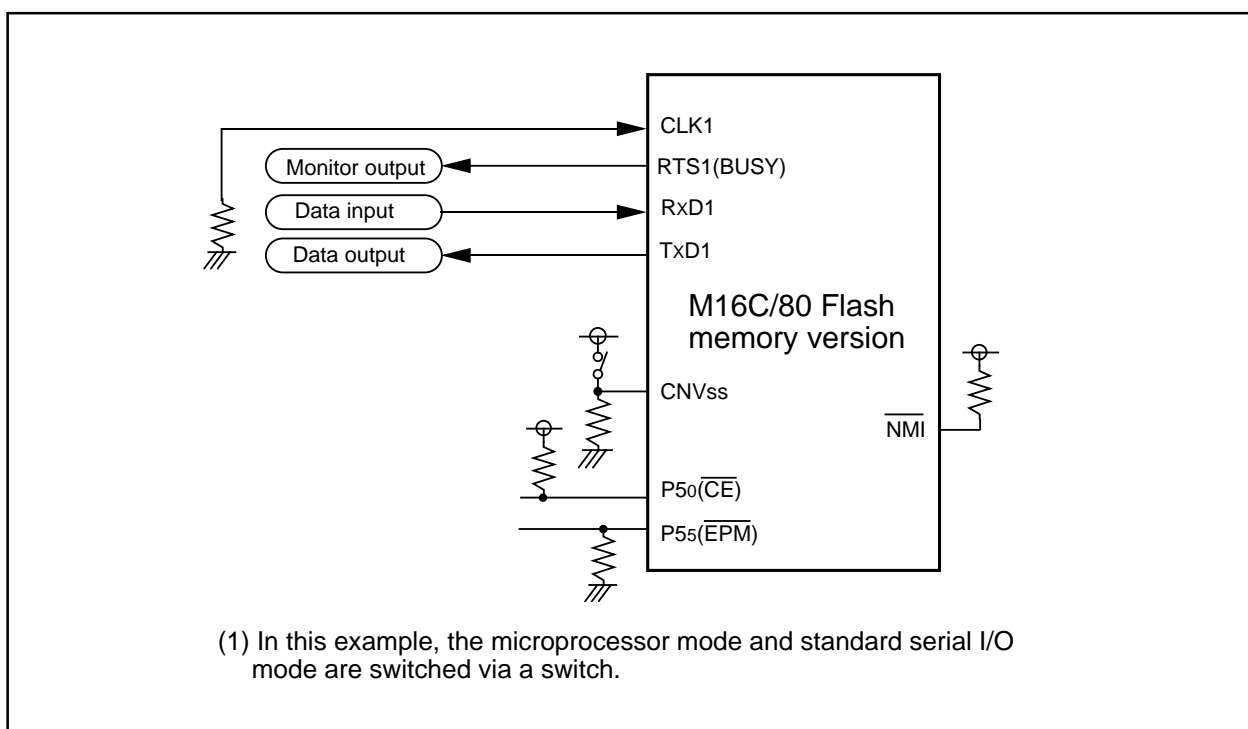 CLK1
Monitor output
RTS1(BUSY)
Data input
RxD1
Data output
TxD1
M16C/80 Flash
memory version
CNVss
NMI
P50(CE)
P55(EPM)
(1) In this example, the microprocessor mode and standard serial I/O
mode are switched via a switch.